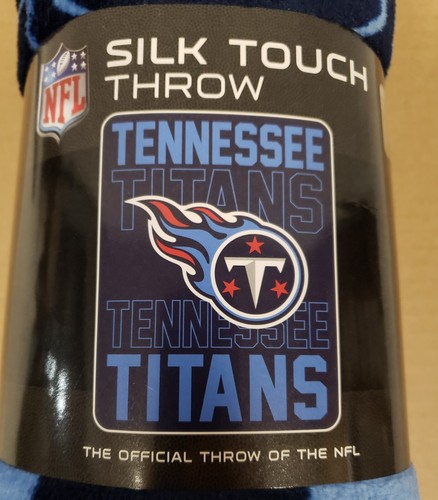 NFL
SILK TOUCH
THROW
TENNESSEE
TITANS
T
TENNESSEE
TITANS
THE OFFICIAL THROW OF THE NFL